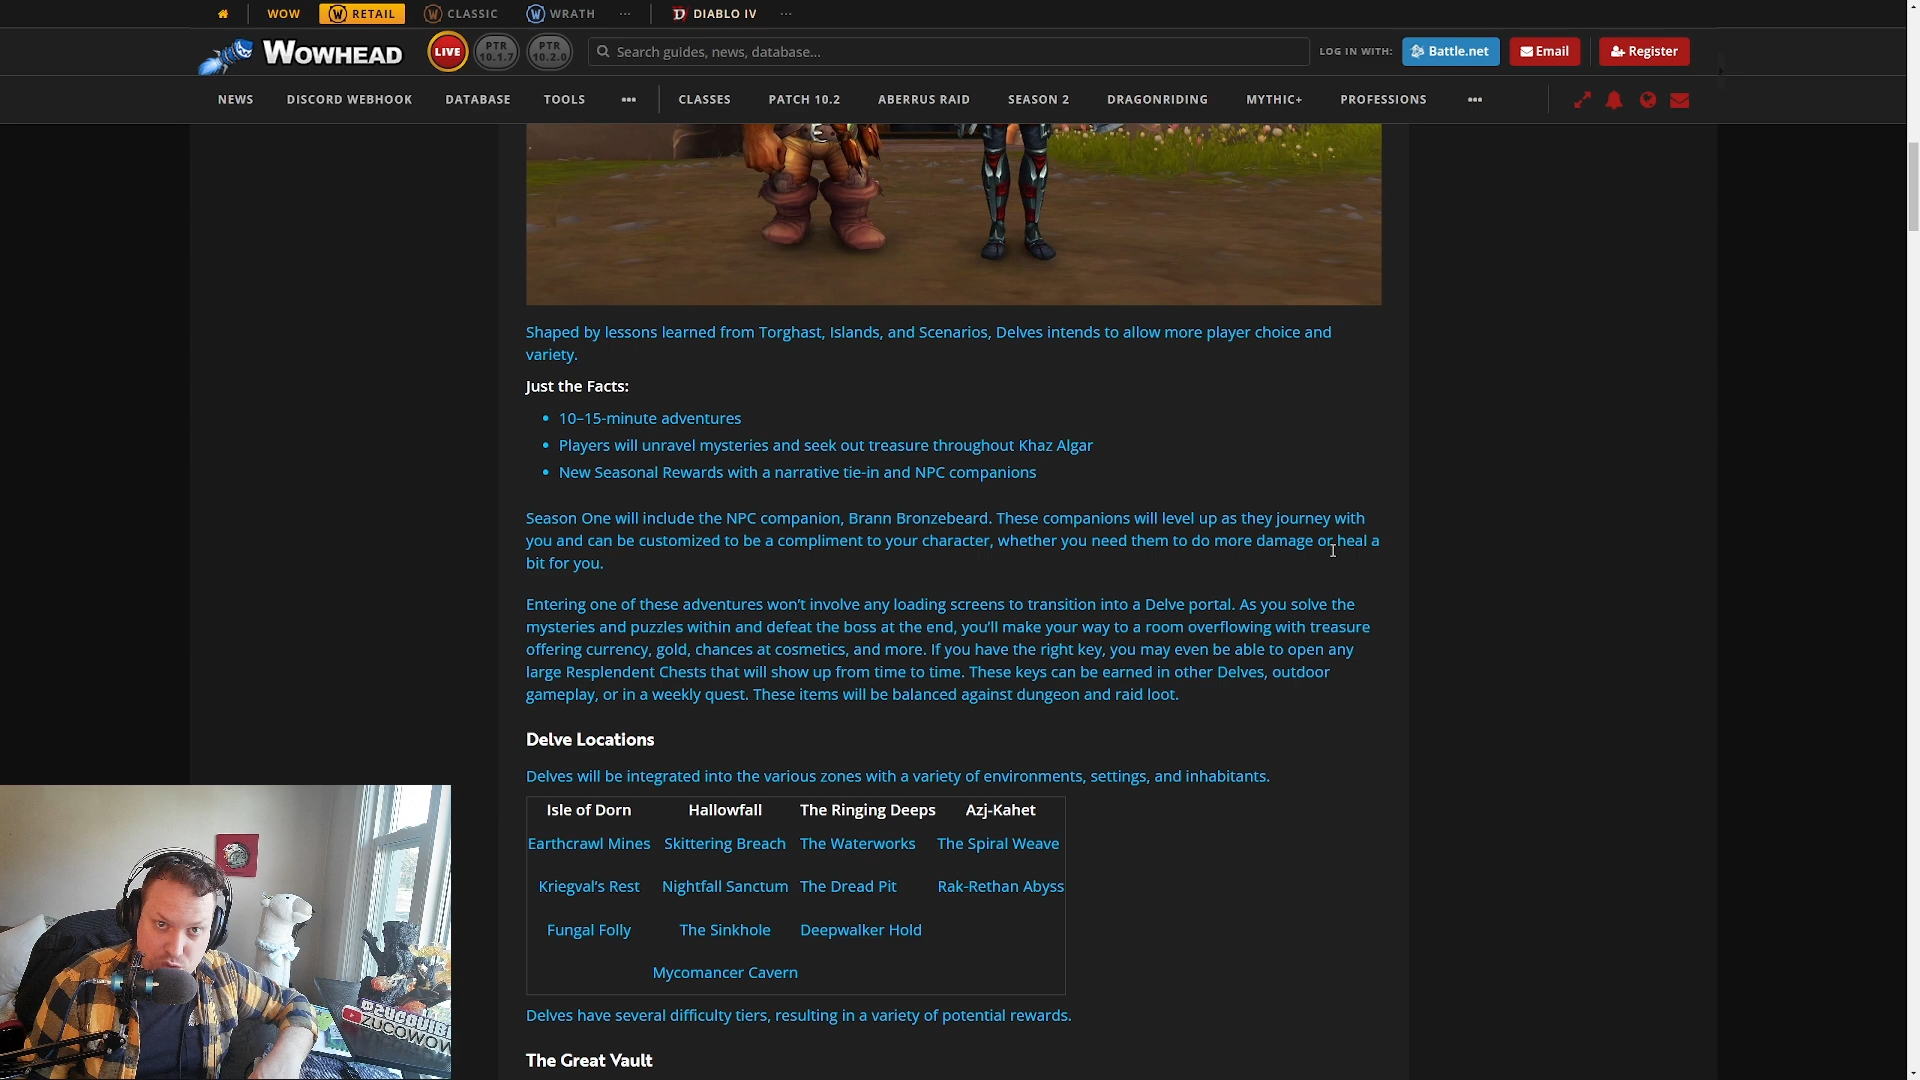 WOW RETAIL CLASSIC WRATH ... DIABLO IV ...
WOWHEAD LIVE PTR 10.1.7 PTR 10.2.0 Search guides, news, database... LOG IN WITH: Battle.net Email Register
NEWS DISCORD WEBHOOK DATABASE TOOLS ... CLASSES PATCH 10.2 ABERRUS RAID SEASON 2 DRAGONRIDING MYTHIC+ PROFESSIONS ...
Shaped by lessons learned from Torghast, Islands, and Scenarios, Delves intends to allow more player choice and
variety.
Just the Facts:
• 10–15-minute adventures
• Players will unravel mysteries and seek out treasure throughout Khaz Algar
• New Seasonal Rewards with a narrative tie-in and NPC companions
Season One will include the NPC companion, Brann Bronzebeard. These companions will level up as they journey with
you and can be customized to be a compliment to your character, whether you need them to do more damage or heal a
bit for you.
Entering one of these adventures won't involve any loading screens to transition into a Delve portal. As you solve the
mysteries and puzzles within and defeat the boss at the end, you'll make your way to a room overflowing with treasure
offering currency, gold, chances at cosmetics, and more. If you have the right key, you may even be able to open any
large Resplendent Chests that will show up from time to time. These keys can be earned in other Delves, outdoor
gameplay, or in a weekly quest. These items will be balanced against dungeon and raid loot.
Delve Locations
Delves will be integrated into the various zones with a variety of environments, settings, and inhabitants.
Isle of Dorn Hallowfall The Ringing Deeps Azj-Kahet
Earthcrawl Mines Skittering Breach The Waterworks The Spiral Weave
Kriegval's Rest Nightfall Sanctum The Dread Pit Rak-Rethan Abyss
Fungal Folly The Sinkhole Deepwalker Hold
Mycomancer Cavern
Delves have several difficulty tiers, resulting in a variety of potential rewards.
The Great Vault
ZUCOWOW